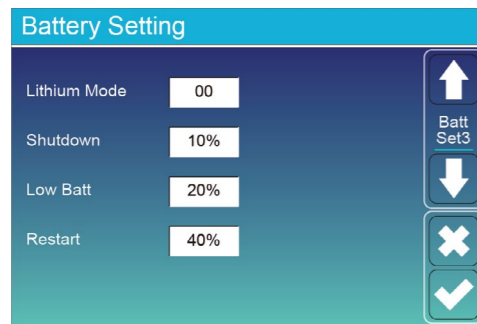 Battery Setting
Lithium Mode 00
Shutdown 10%
Low Batt 20%
Restart 40%
Batt
Set3